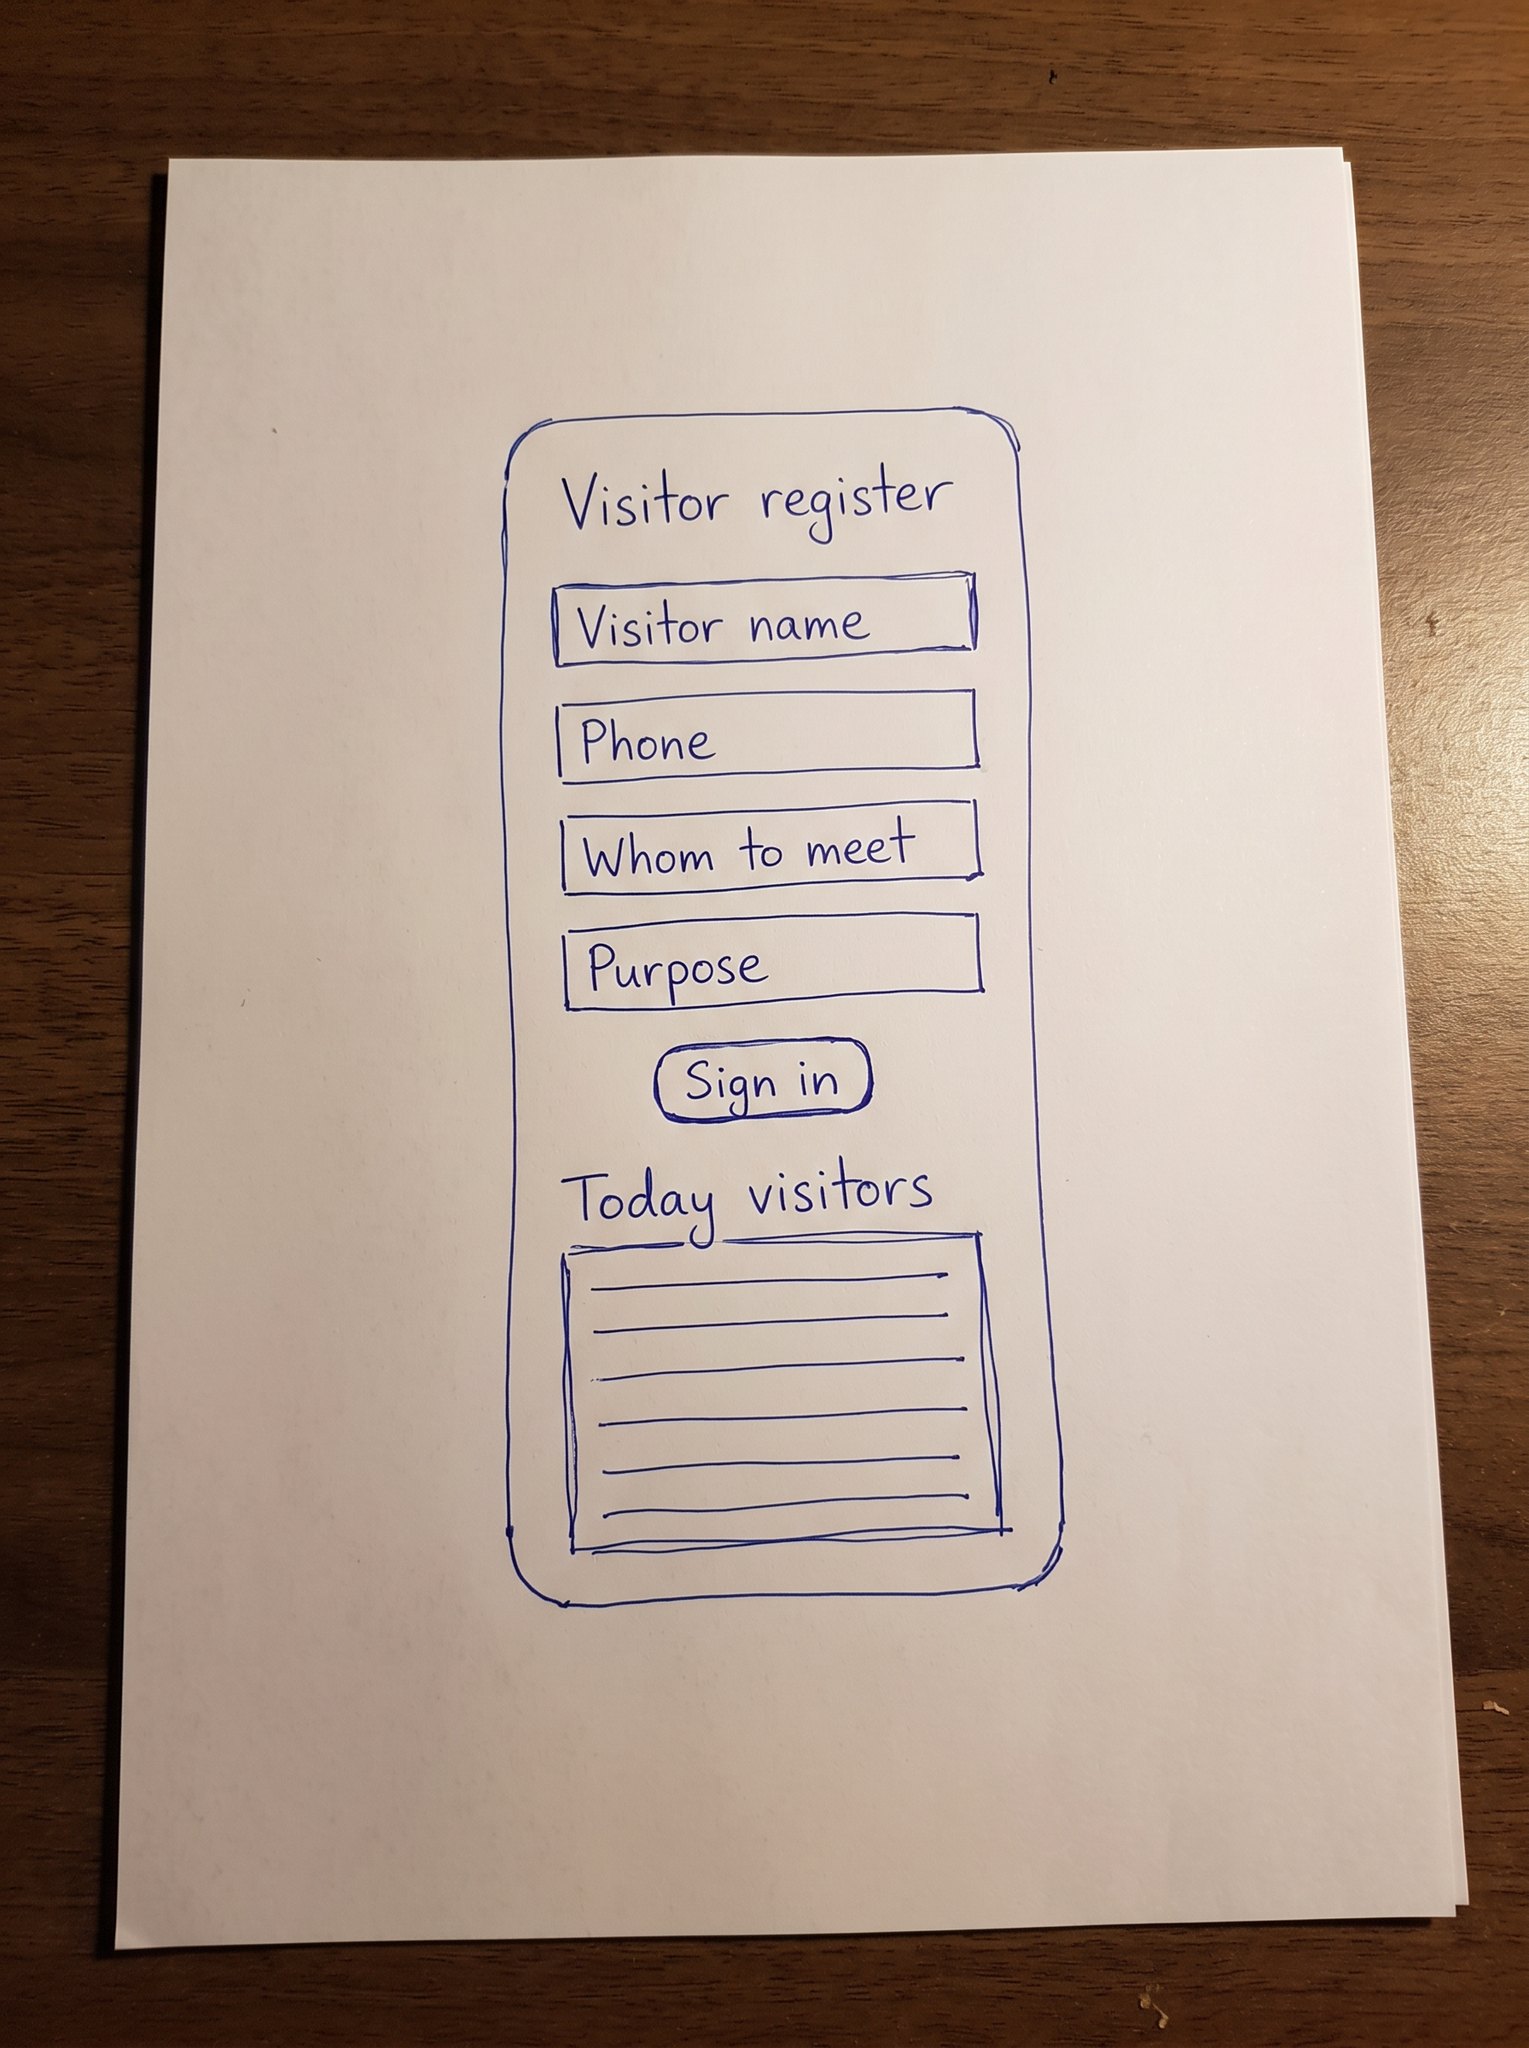 Visitor register
Visitor name
Phone
Whom to meet
Purpose
Sign in
Today visitors